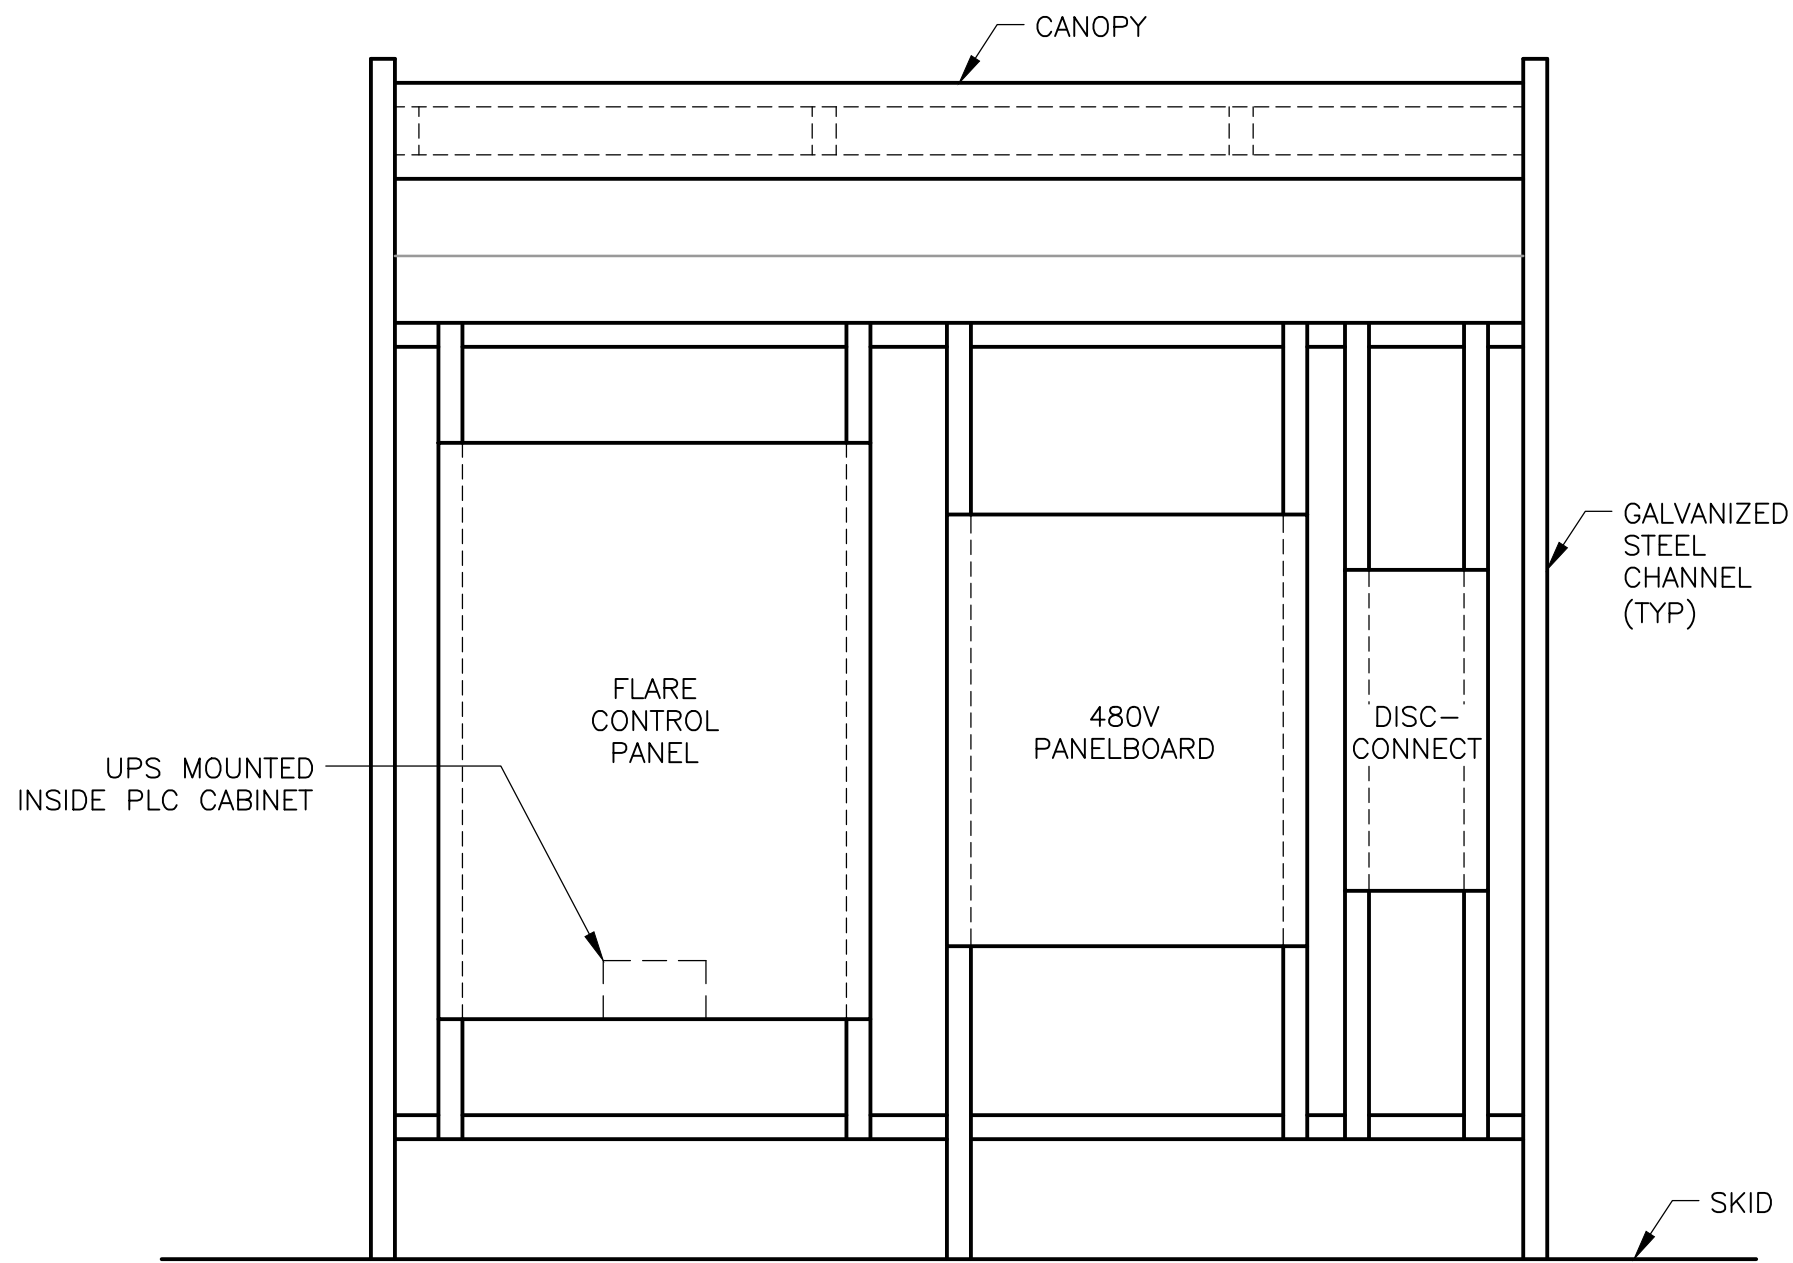 CANOPY
GALVANIZED
STEEL
CHANNEL
(TYP)
FLARE
CONTROL
PANEL
480V
PANELBOARD
DISC-
CONNECT
UPS MOUNTED
INSIDE PLC CABINET
SKID